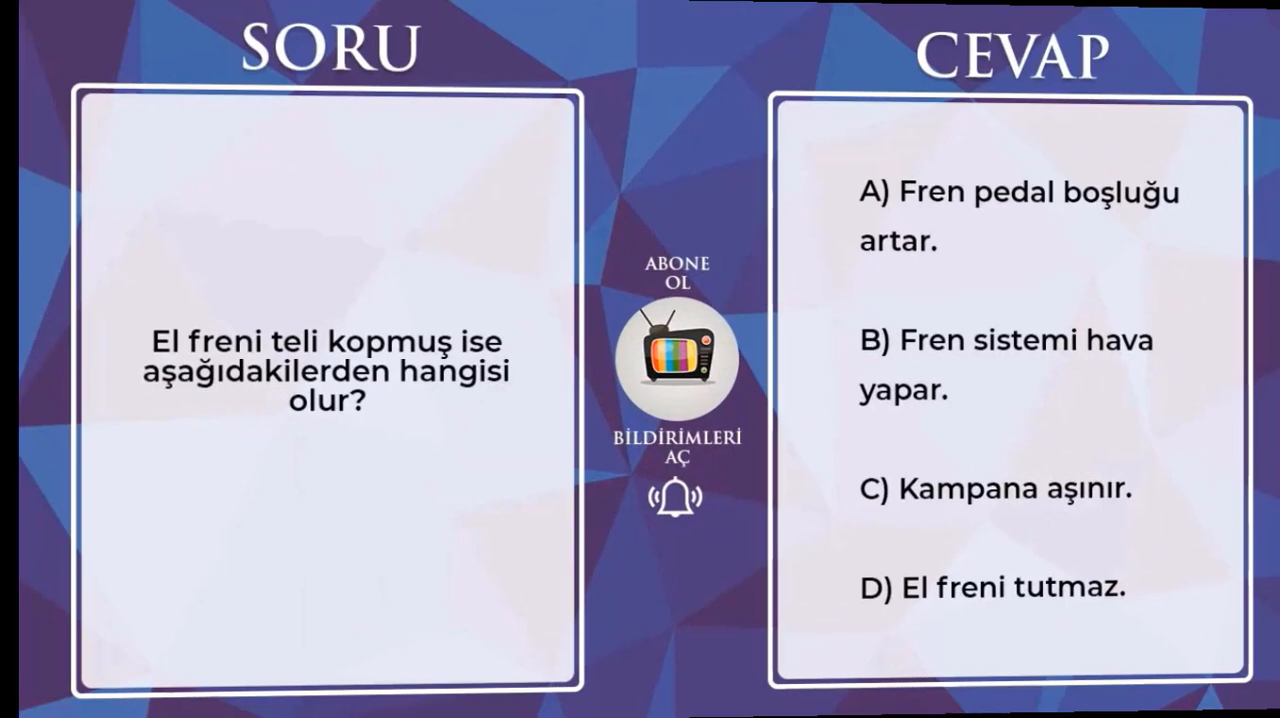 SORU
El freni teli kopmuş ise
aşağıdakilerden hangisi
olur?
ABONE
OL
BİLDİRİMLERİ
AÇ
CEVAP
A) Fren pedal boşluğu
artar.
B) Fren sistemi hava
yapar.
C) Kampana aşınır.
D) El freni tutmaz.